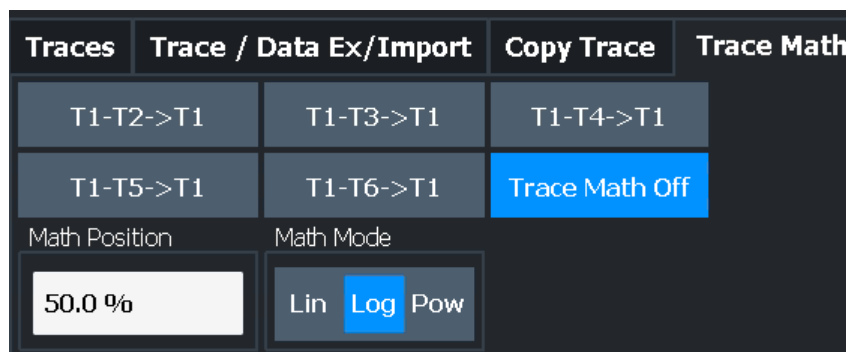 Traces Trace / Data Ex/Import Copy Trace Trace Math
T1-T2->T1 T1-T3->T1 T1-T4->T1
T1-T5->T1 T1-T6->T1 Trace Math Off
Math Position Math Mode
50.0 % Lin Log Pow